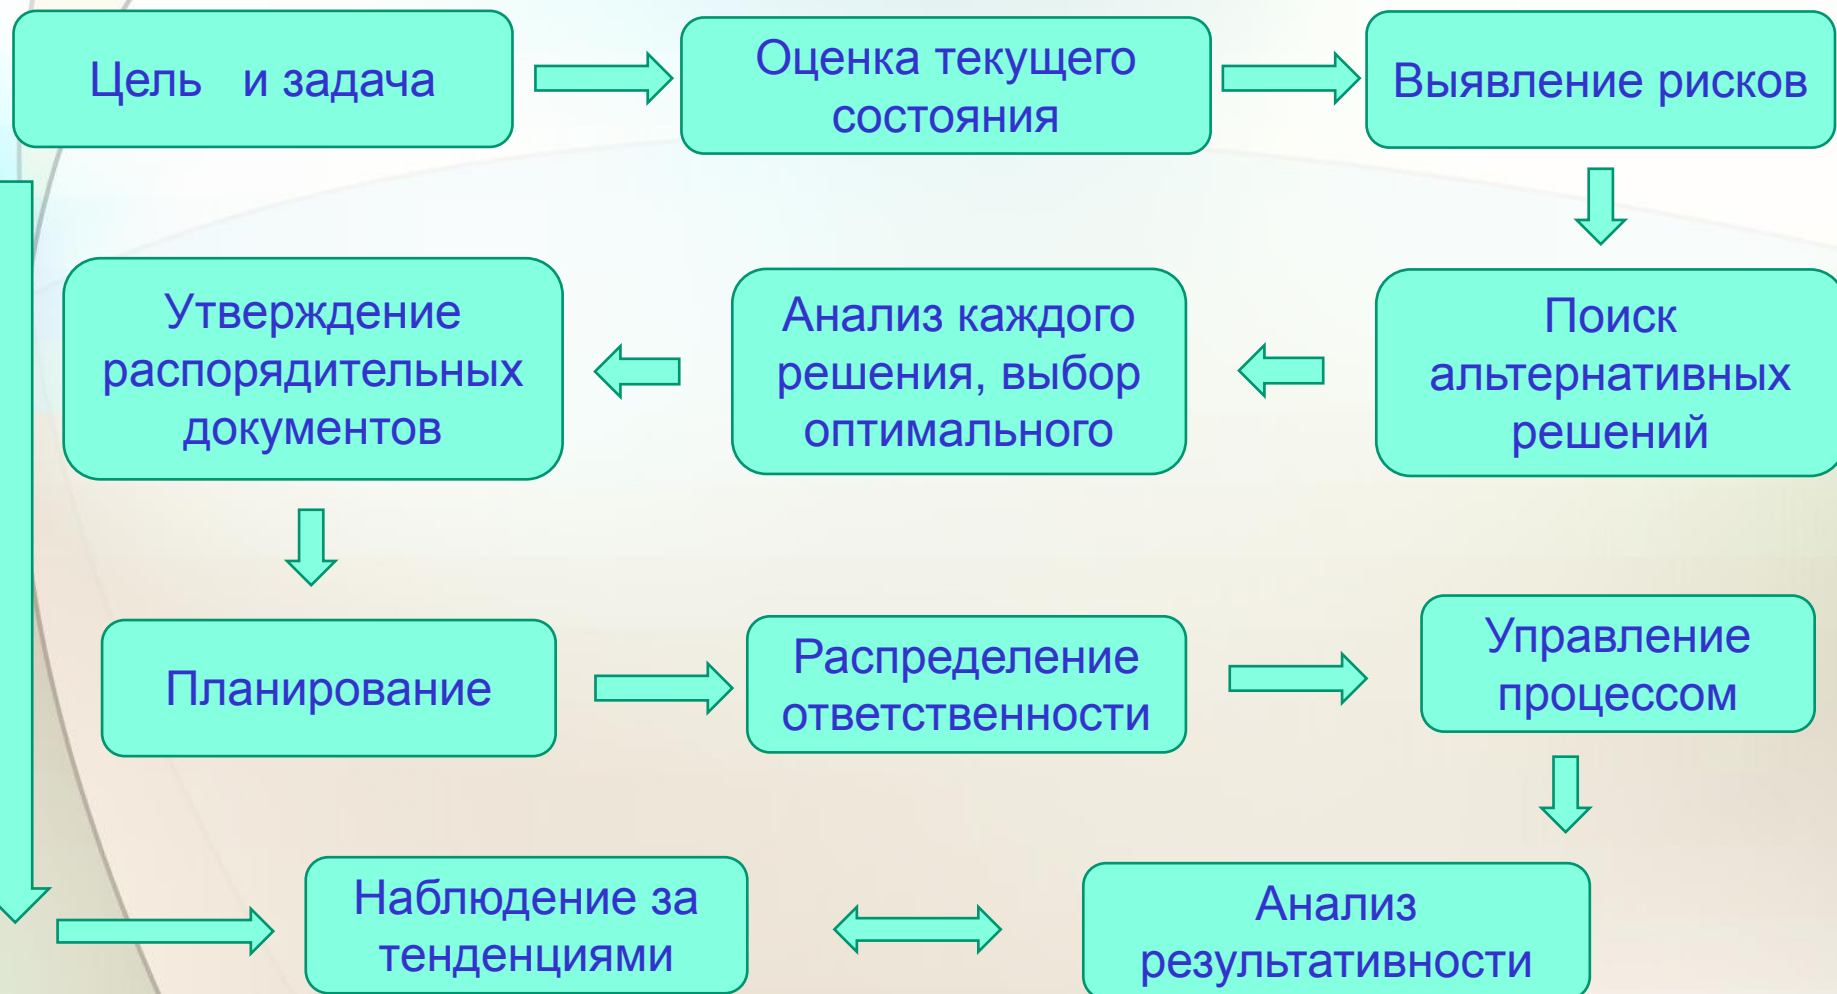 Цель и задача
Оценка текущего
состояния
Выявление рисков
Утверждение
распорядительных
документов
Анализ каждого
решения, выбор
оптимального
Поиск
альтернативных
решений
Планирование
Распределение
ответственности
Управление
процессом
Наблюдение за
тенденциями
Анализ
результативности